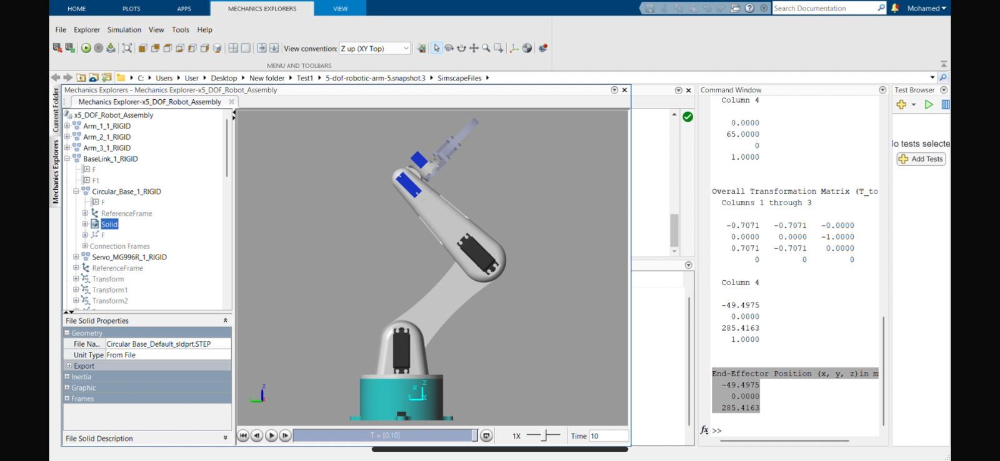 HOME PLOTS APPS MECHANICS EXPLORERS VIEW Search Documentation Mohamed
File Explorer Simulation View Tools Help
View convention: Z up (XY Top)
MENU AND TOOLBARS
C: Users User Desktop New folder Test1 5-dof-robotic-arm-5.snapshot.3 SimscapeFiles
Current Folder
Mechanics Explorers
Mechanics Explorers - Mechanics Explorer-x5_DOF_Robot_Assembly
Mechanics Explorer-x5_DOF_Robot_Assembly
x5_DOF_Robot_Assembly
Arm_1_1_RIGID
Arm_2_1_RIGID
Arm_3_1_RIGID
BaseLink_1_RIGID
F
F1
Circular_Base_1_RIGID
F
ReferenceFrame
Solid
F
Connection Frames
Servo_MG996R_1_RIGID
ReferenceFrame
Transform
Transform1
Transform2
File Solid Properties
Geometry
File Na... Circular Base_Default_sldprt.STEP
Unit Type From File
Export
Inertia
Graphic
Frames
File Solid Description
Z
R
Z
T = [0,10]
1X
Time 10
Command Window
Column 4
0.0000
65.0000
0
1.0000
Overall Transformation Matrix (T_to
Columns 1 through 3
-0.7071 -0.7071 -0.0000
0.0000 0.0000 -1.0000
0.7071 -0.7071 0.0000
0 0 0
Column 4
-49.4975
0.0000
285.4163
1.0000
End-Effector Position (x, y, z)in m
-49.4975
0.0000
285.4163
fx >>
Test Browser
lo tests selecte
Add Tests